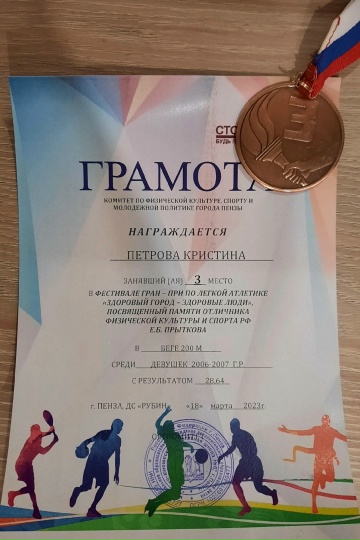 СТО
БУДЬ
ГРАМОТА
КОМИТЕТ ПО ФИЗИЧЕСКОЙ КУЛЬТУРЕ, СПОРТУ И
МОЛОДЕЖНОЙ ПОЛИТИКЕ ГОРОДА ПЕНЗЫ
НАГРАЖДАЕТСЯ
ПЕТРОВА КРИСТИНА
ЗАНЯВШИЙ (АЯ) 3 МЕСТО
В ФЕСТИВАЛЕ ГРАН – ПРИ ПО ЛЕГКОЙ АТЛЕТИКЕ
«ЗДОРОВЫЙ ГОРОД – ЗДОРОВЫЕ ЛЮДИ»,
ПОСВЯЩЕННЫЙ ПАМЯТИ ОТЛИЧНИКА
ФИЗИЧЕСКОЙ КУЛЬТУРЫ И СПОРТА РФ
Е.Б. ПРЫТКОВА
В БЕГЕ 200 М
СРЕДИ ДЕВУШЕК 2006-2007 Г.Р
С РЕЗУЛЬТАТОМ 28,64
г. ПЕНЗА, ДС «РУБИН» «18» марта 2023г